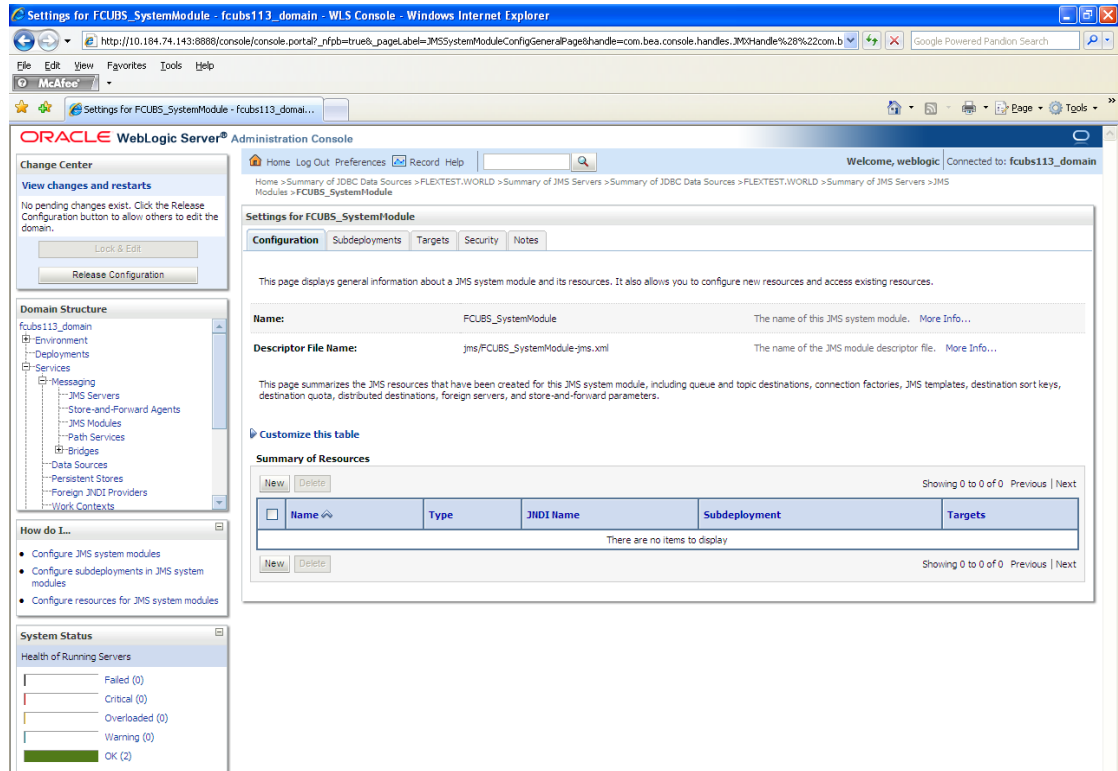 Settings for FCUBS_SystemModule - fcubs113_domain - WLS Console - Windows Internet Explorer
http://10.184.74.143:8888/console/console.portal?_nfpb=true&_pageLabel=JMSSystemModuleConfigGeneralPage&handle=com.bea.console.handles.JMXHandle%28%22com.b
Google Powered Pandion Search
File Edit View Favorites Tools Help
McAfee
Settings for FCUBS_SystemModule - fcubs113_domai...
Page Tools
ORACLE WebLogic Server® Administration Console
Change Center
View changes and restarts
No pending changes exist. Click the Release
Configuration button to allow others to edit the
domain.
Lock & Edit
Release Configuration
Domain Structure
fcubs113_domain
Environment
Deployments
Services
Messaging
JMS Servers
Store-and-Forward Agents
JMS Modules
Path Services
Bridges
Data Sources
Persistent Stores
Foreign JNDI Providers
Work Contexts
How do I...
Configure JMS system modules
Configure subdeployments in JMS system
modules
Configure resources for JMS system modules
System Status
Health of Running Servers
Failed (0)
Critical (0)
Overloaded (0)
Warning (0)
OK (2)
Home Log Out Preferences Record Help
Welcome, weblogic Connected to: fcubs113_domain
Home >Summary of JDBC Data Sources >FLEXTEST.WORLD >Summary of JMS Servers >Summary of JDBC Data Sources >FLEXTEST.WORLD >Summary of JMS Servers >JMS
Modules >FCUBS_SystemModule
Settings for FCUBS_SystemModule
Configuration Subdeployments Targets Security Notes
This page displays general information about a JMS system module and its resources. It also allows you to configure new resources and access existing resources.
Name: FCUBS_SystemModule The name of this JMS system module. More Info...
Descriptor File Name: jms/FCUBS_SystemModule-jms.xml The name of the JMS module descriptor file. More Info...
This page summarizes the JMS resources that have been created for this JMS system module, including queue and topic destinations, connection factories, JMS templates, destination sort keys,
destination quota, distributed destinations, foreign servers, and store-and-forward parameters.
Customize this table
Summary of Resources
New Delete Showing 0 to 0 of 0 Previous | Next
Name Type JNDI Name Subdeployment Targets
There are no items to display
New Delete Showing 0 to 0 of 0 Previous | Next